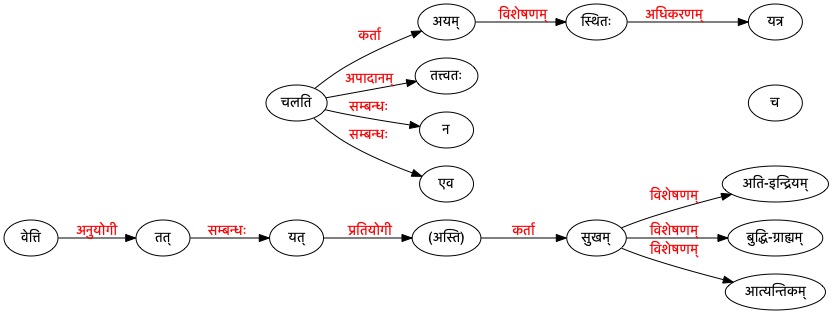 अयम् विशेषणम् स्थितः अधिकरणम् यत्र
कर्ता
अपादानम् तत्त्वतः
चलति सम्बन्धः च
न
सम्बन्धः
एव अति-इन्द्रियम्
विशेषणम्
वेत्ति अनुयोगी तत् सम्बन्धः यत् प्रतियोगी (अस्ति) कर्ता सुखम् विशेषणम् बुद्धि-ग्राह्यम्
विशेषणम्
आत्यन्तिकम्